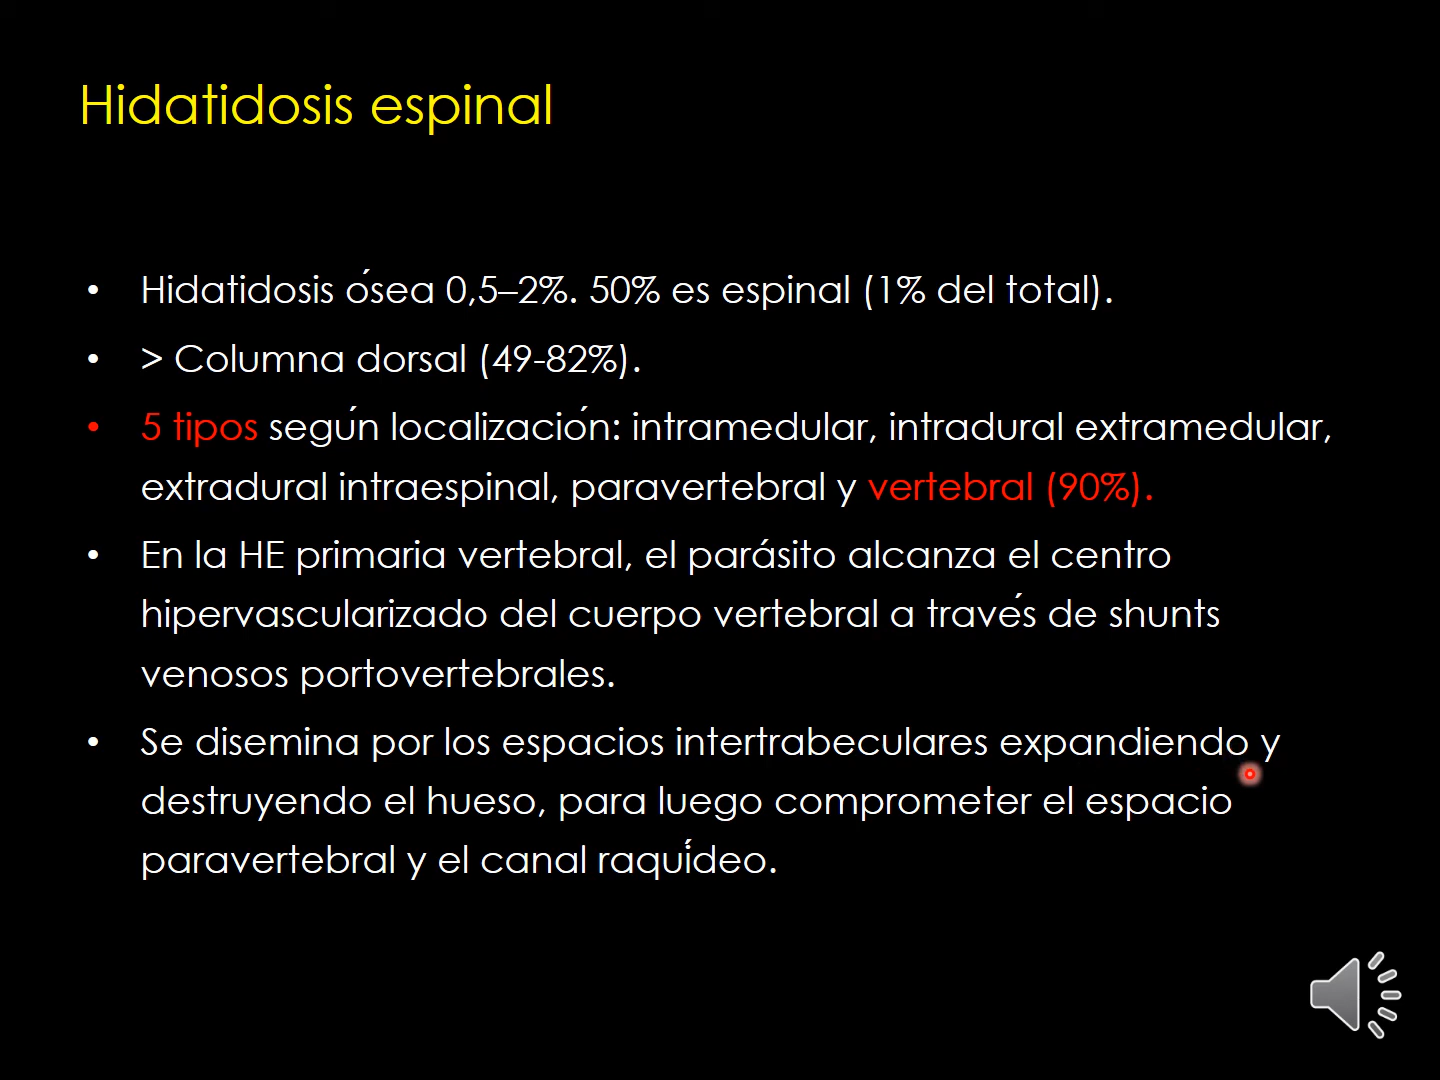 Hidatidosis espinal
• Hidatidosis ósea 0,5–2%. 50% es espinal (1% del total).
• > Columna dorsal (49-82%).
• 5 tipos según localización: intramedular, intradural extramedular,
extradural intraespinal, paravertebral y vertebral (90%).
• En la HE primaria vertebral, el parásito alcanza el centro
hipervascularizado del cuerpo vertebral a través de shunts
venosos portovertebrales.
• Se disemina por los espacios intertrabeculares expandiendo y
destruyendo el hueso, para luego comprometer el espacio
paravertebral y el canal raquídeo.